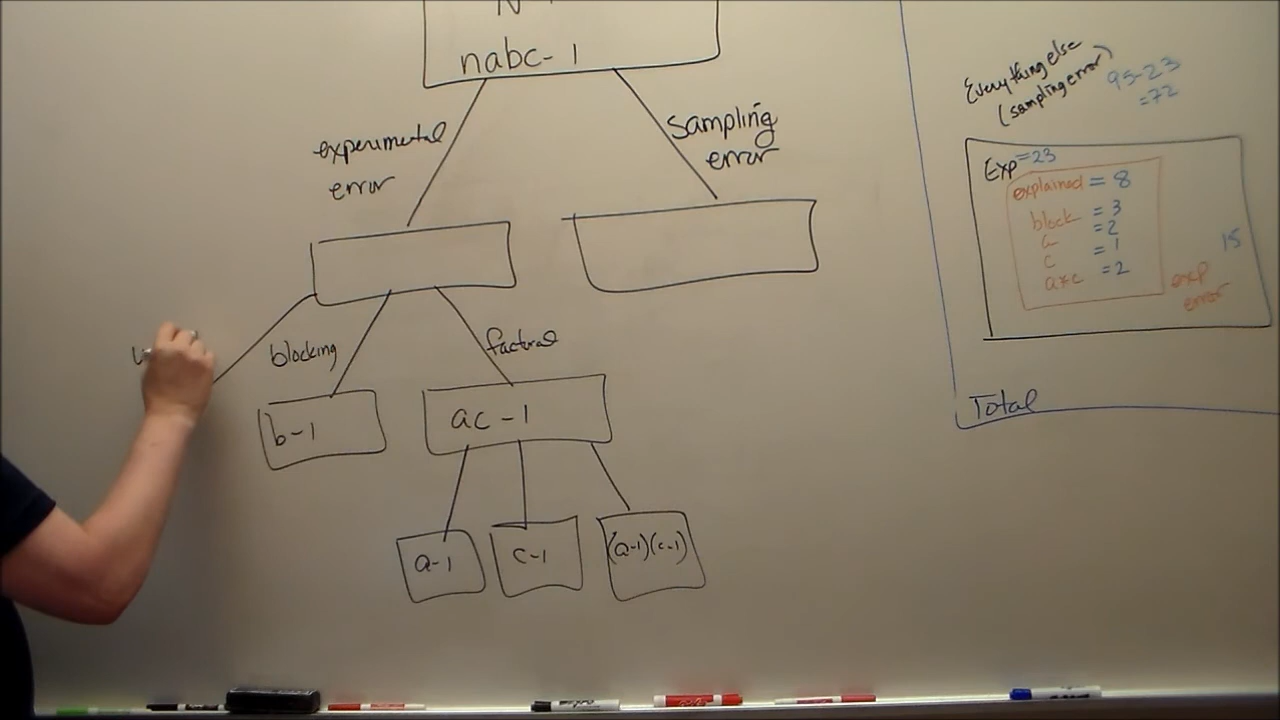 nabc-1
experimental
error
sampling
error
blocking
factoral
b-1
ac-1
a-1
c-1
(a-1)(c-1)
Everything else
(sampling error)
95-23
=72
Exp=23
explained = 8
block = 3
a = 2
c = 1
a*c = 2
15
exp
error
Total